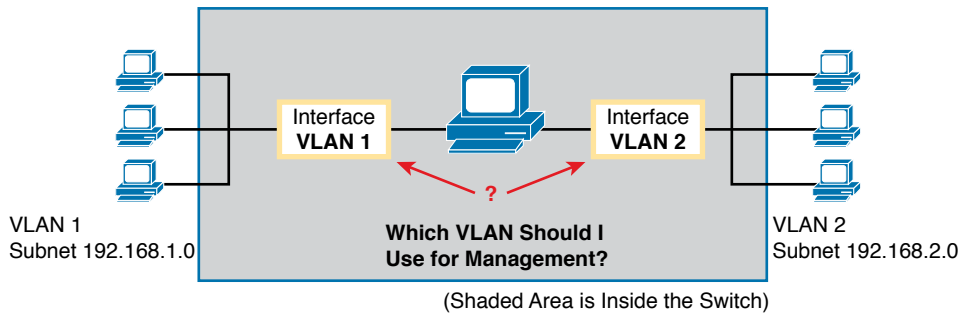 Interface
VLAN 1
Interface
VLAN 2
?
VLAN 1
Subnet 192.168.1.0
Which VLAN Should I
Use for Management?
VLAN 2
Subnet 192.168.2.0
(Shaded Area is Inside the Switch)